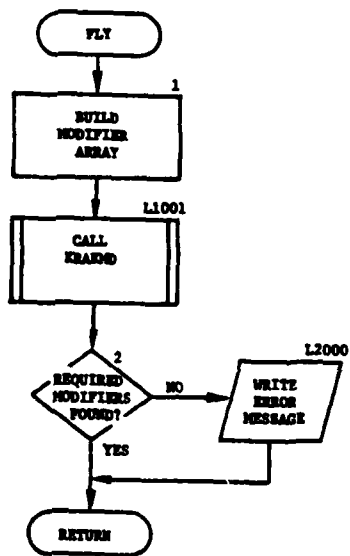 FLY
1
BUILD
MODIFIER
ARRAY
L1001
CALL
KRAKMD
2
REQUIRED
MODIFIERS
FOUND?
NO
L2000
WRITE
ERROR
MESSAGE
YES
RETURN